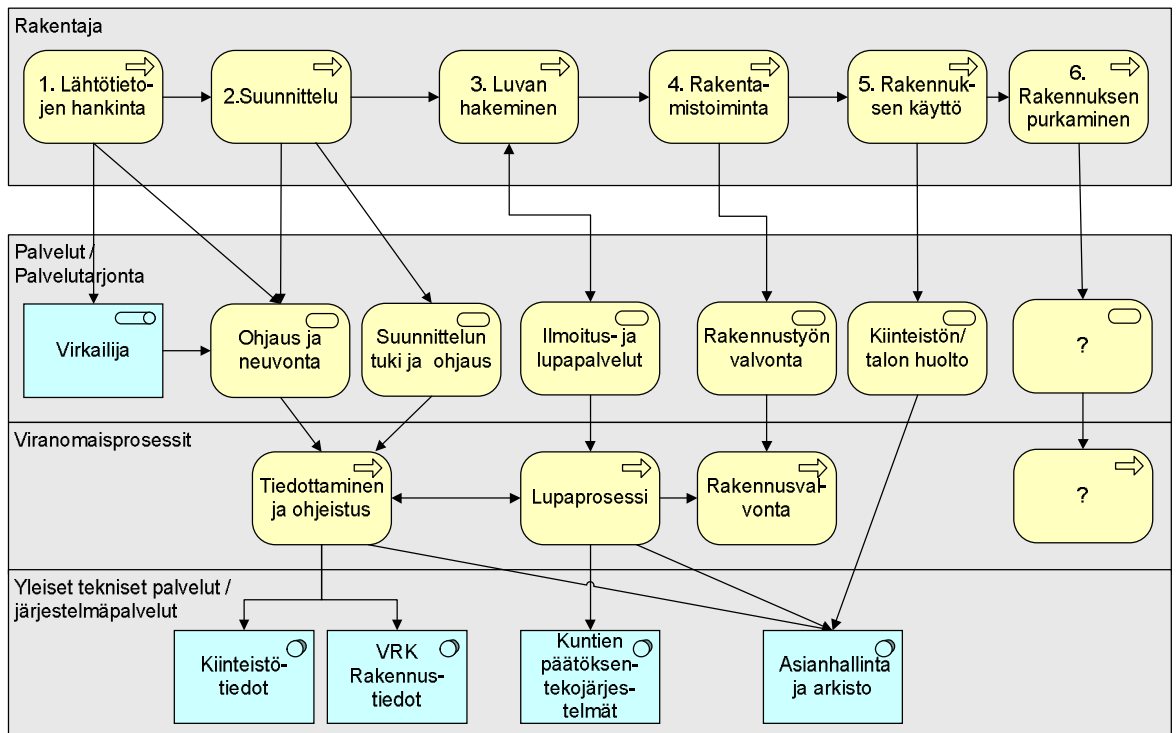 Rakentaja
1. Lähtötieto-
jen hankinta
2.Suunnittelu
3. Luvan
hakeminen
4. Rakenta-
mistoiminta
5. Rakennuk-
sen käyttö
6.
Rakennuksen
purkaminen
Palvelut /
Palvelutarjonta
Virkailija
Ohjaus ja
neuvonta
Suunnittelun
tuki ja ohjaus
Ilmoitus- ja
lupapalvelut
Rakennustyön
valvonta
Kiinteistön/
talon huolto
?
Viranomaisprosessit
Tiedottaminen
ja ohjeistus
Lupaprosessi
Rakennusval-
vonta
?
Yleiset tekniset palvelut /
järjestelmäpalvelut
Kiinteistö-
tiedot
VRK
Rakennus-
tiedot
Kuntien
päätöksen-
tekojärjes-
telmät
Asianhallinta
ja arkisto